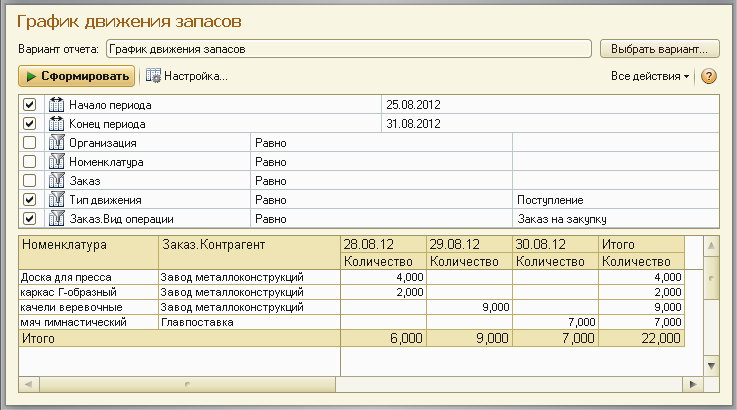 График движения запасов
Вариант отчета: График движения запасов Выбрать вариант...
Сформировать Настройка... Все действия ?
Начало периода 25.08.2012
Конец периода 31.08.2012
Организация Равно
Номенклатура Равно
Заказ Равно
Тип движения Равно Поступление
Заказ.Вид операции Равно Заказ на закупку
Номенклатура Заказ.Контрагент 28.08.12 29.08.12 30.08.12 Итого
Количество Количество Количество Количество
Доска для пресса Завод металлоконструкций 4,000 4,000
каркас Г-образный Завод металлоконструкций 2,000 2,000
качели веревочные Завод металлоконструкций 9,000 9,000
мяч гимнастический Главпоставка 7,000 7,000
Итого 6,000 9,000 7,000 22,000